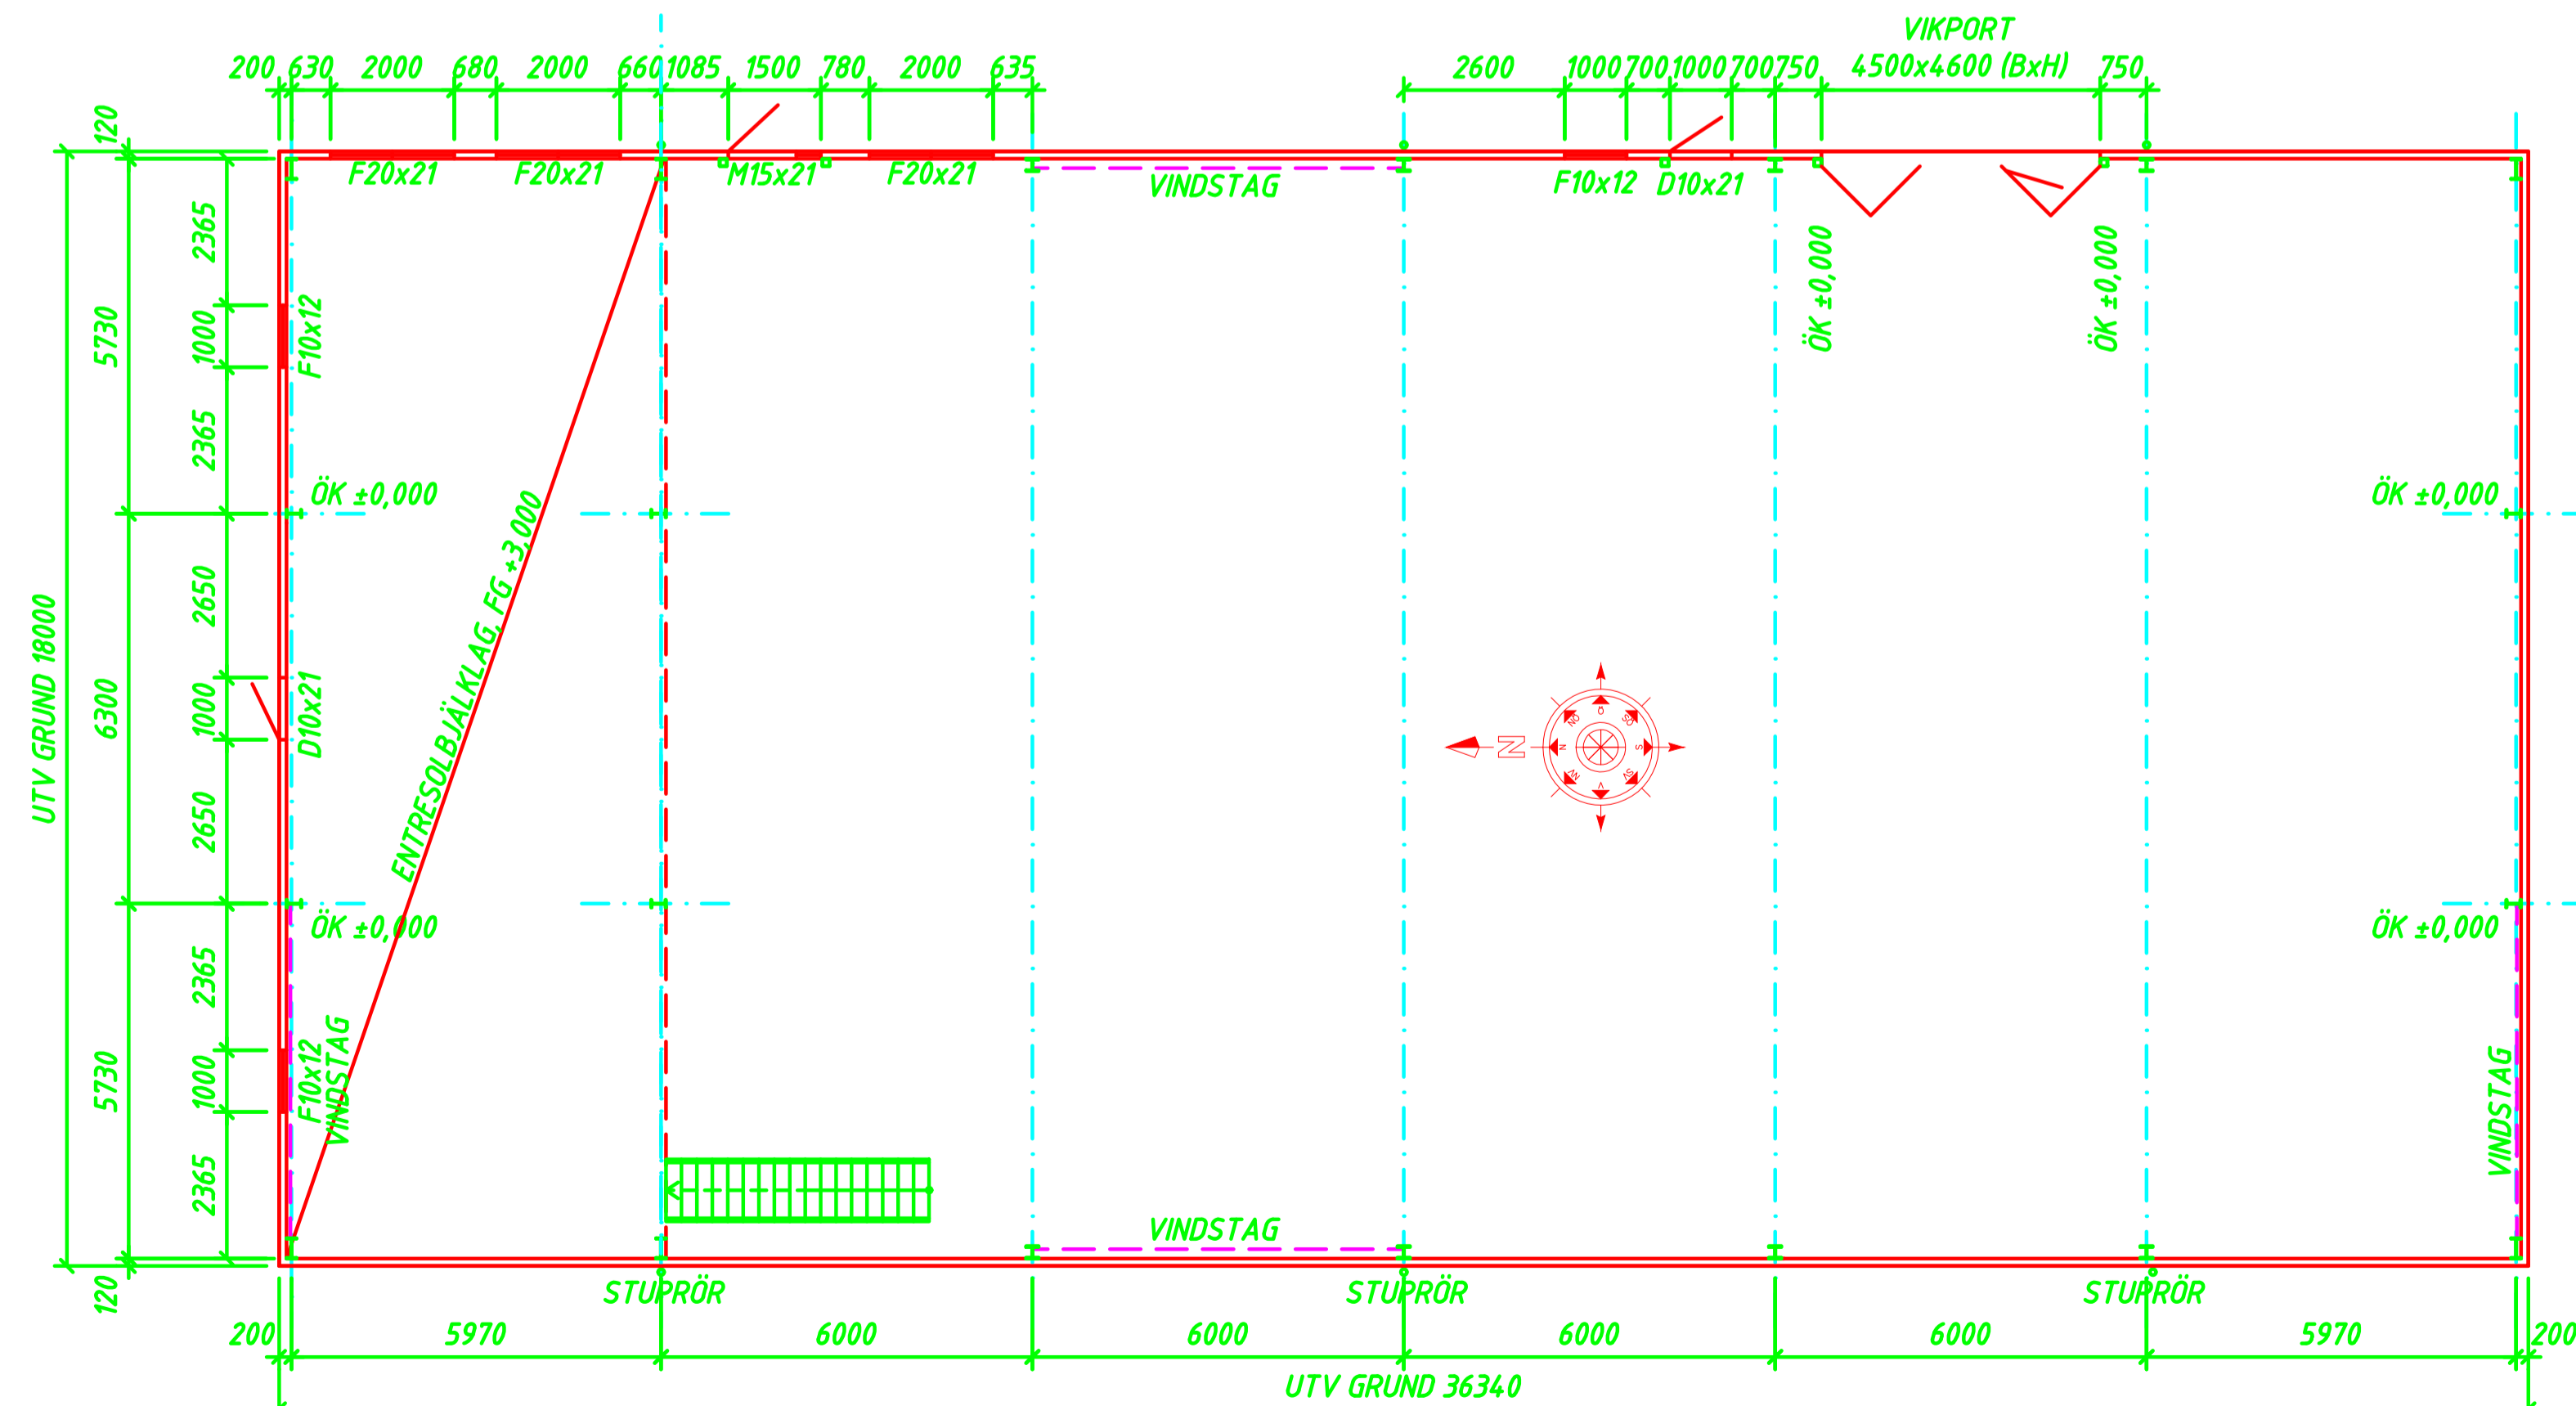 VIKPORT
4500x4600 (BxH)
200 630 2000 680 2000 660 1085 1500 780 2000 635
2600 1000 700 1000 700 750 750
120
F20x21 F20x21 M15x21 F20x21
VINDSTAG
F10x12 D10x21
2365
1000
2365
2650
1000
2650
2365
1000
2365
5730
6300
5730
120
UTV GRUND 18000
F10x12
D10x21
F10x12
VINDSTAG
ÖK ±0,000
ÖK ±0,000
ÖK ±0,000
ÖK ±0,000
ENTRESOLBJÄLKLAG, FG +3,000
N
Ö
SÖ
S
SV
V
NV
N
NÖ
ÖK ±0,000
ÖK ±0,000
VINDSTAG
VINDSTAG
STUPRÖR STUPRÖR STUPRÖR
200 5970 6000 6000 6000 6000 5970 200
UTV GRUND 36340